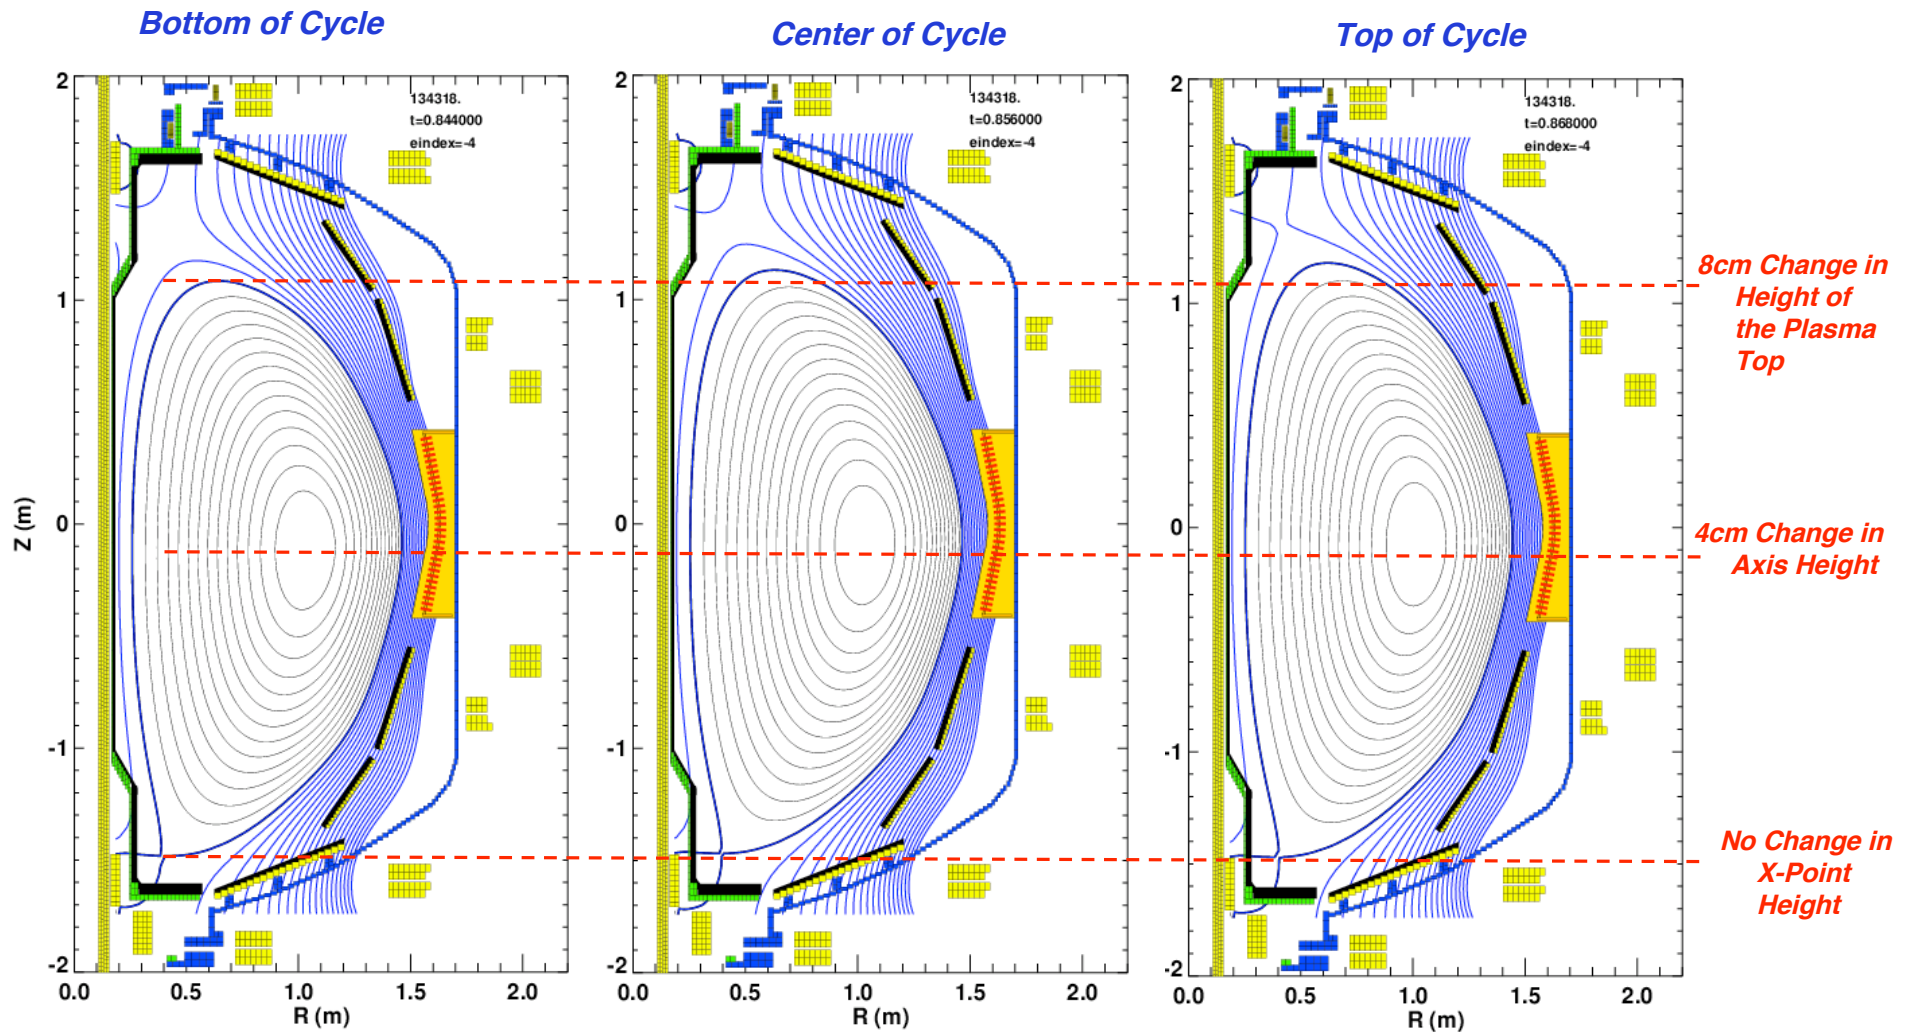 Bottom of Cycle
Center of Cycle
Top of Cycle
134318.
t=0.844000
eindex=-4
134318.
t=0.856000
eindex=-4
134318.
t=0.868000
eindex=-4
2
1
0
-1
-2
Z (m)
0.0 0.5 1.0 1.5 2.0
R (m)
2
1
0
-1
-2
0.0 0.5 1.0 1.5 2.0
R (m)
2
1
0
-1
-2
0.0 0.5 1.0 1.5 2.0
R (m)
8cm Change in
Height of
the Plasma
Top
4cm Change in
Axis Height
No Change in
X-Point
Height